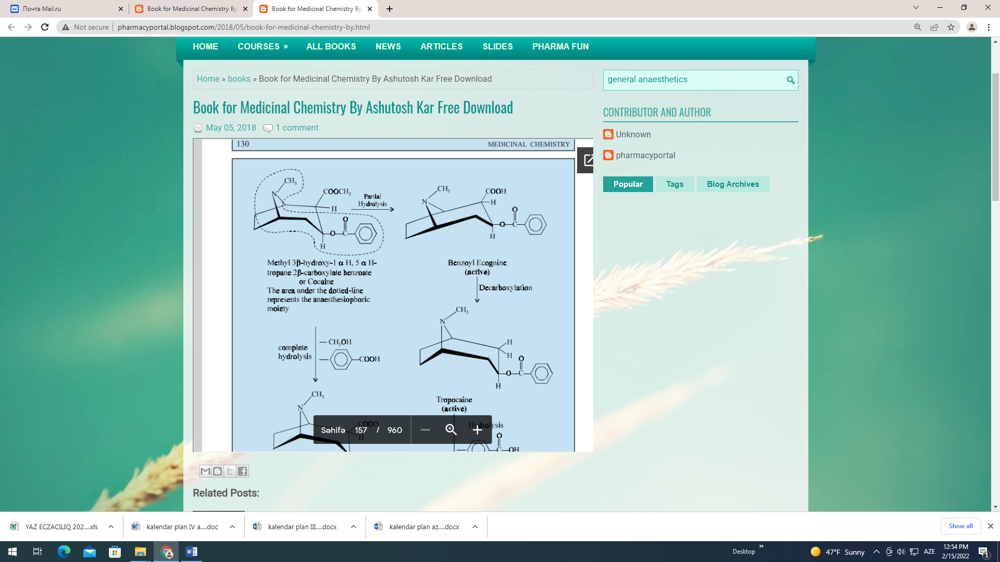 Почта Mail.ru
Book for Medicinal Chemistry By
Book for Medicinal Chemistry By
Not secure
pharmacyportal.blogspot.com/2018/05/book-for-medicinal-chemistry-by.html
HOME COURSES » ALL BOOKS NEWS ARTICLES SLIDES PHARMA FUN
Home » books » Book for Medicinal Chemistry By Ashutosh Kar Free Download
Book for Medicinal Chemistry By Ashutosh Kar Free Download
May 05, 2018 1 comment
130 MEDICINAL CHEMISTRY
CH3
N
COOCH3
H
O
O C
H
Partial
Hydrolysis
CH3
N
COOH
H
O
O C
H
Methyl 3β-hydroxy-1 α H, 5 α H-
tropane 2β-carboxylate benzoate
or Cocaine
The area under the dotted-line
represents the anaesthesiophoric
moiety
Benzoyl Ecognine
(active)
Decarboxylation
CH3
N
H
H
O
O C
H
complete
hydrolysis
CH3OH
COOH
CH3
N
COOH
H
Tropocaine
(active)
Hydrolysis
O
C OH
Səhifə 157 / 960
general anaesthetics
CONTRIBUTOR AND AUTHOR
Unknown
pharmacyportal
Popular Tags Blog Archives
Related Posts:
YAZ ECZACILIQ 202....xls
kalendar plan IV a....doc
kalendar plan III....docx
kalendar plan az....docx
Show all
Desktop
47°F Sunny
AZE
12:54 PM
2/15/2022
1